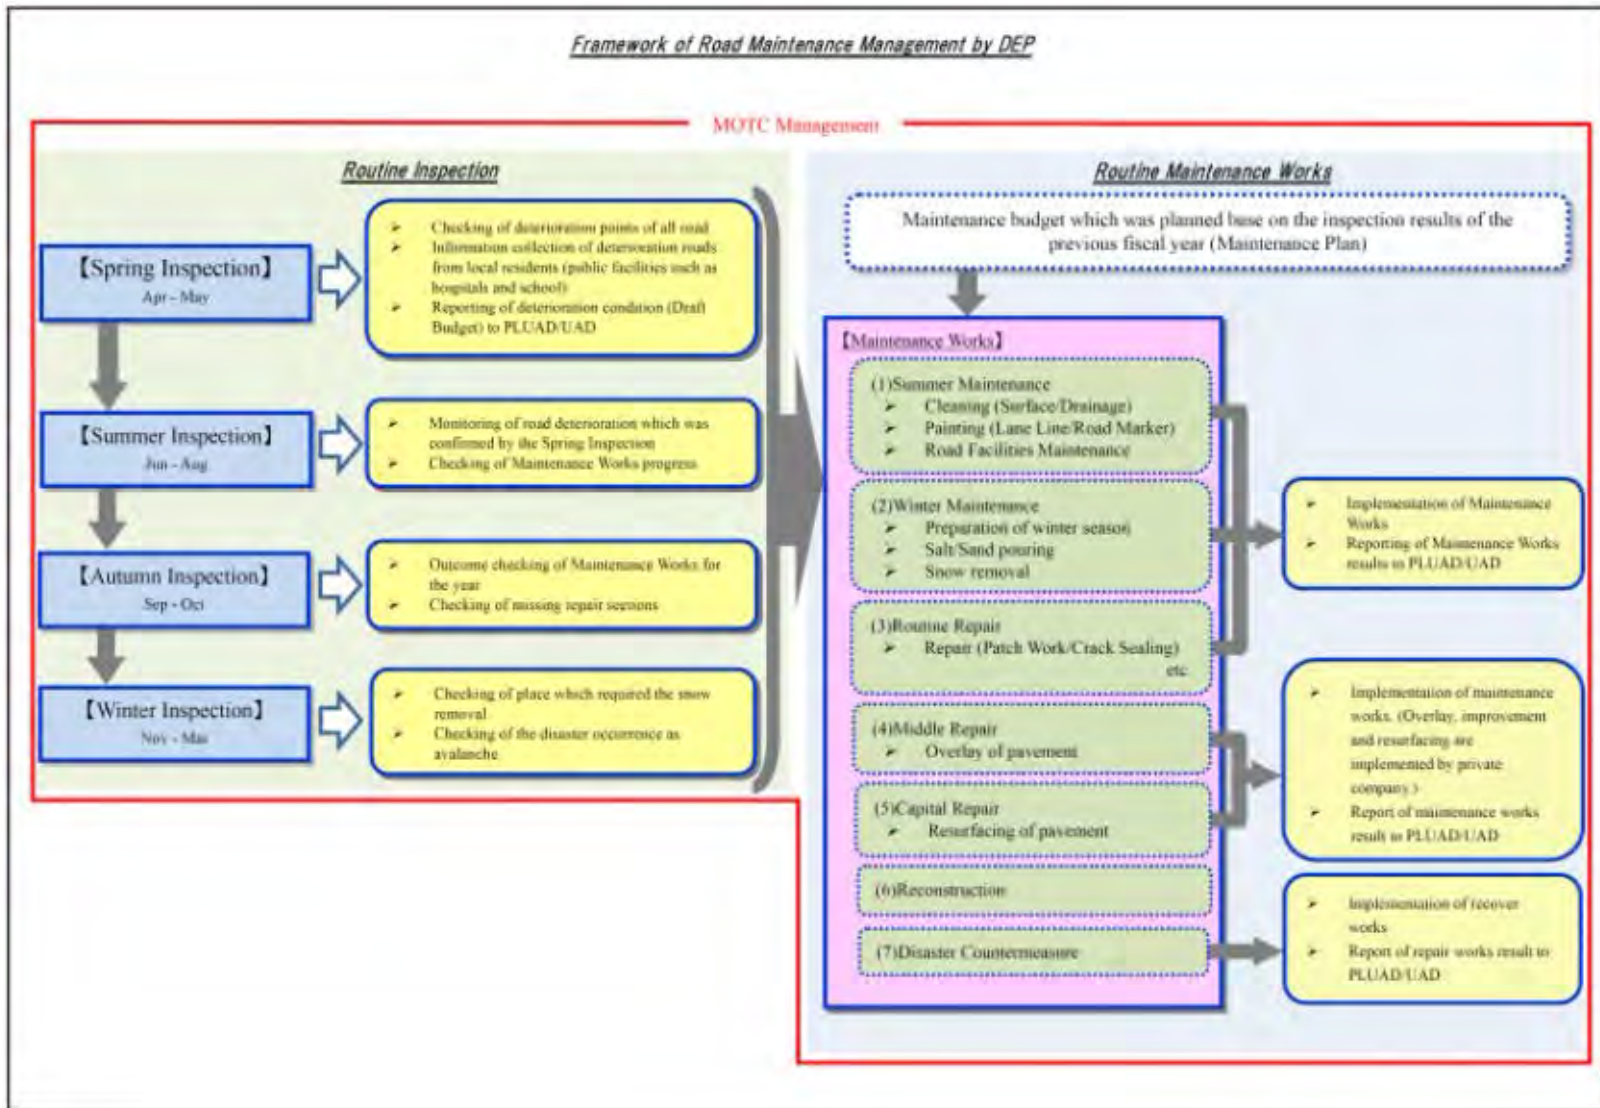 Framework of Road Maintenance Management by DEP
MOTC Management
Routine Inspection
【Spring Inspection】
Apr - May
➢ Checking of deterioration points of all road
➢ Information collection of deterioration roads
from local residents (public facilities such as
hospitals and school)
➢ Reporting of deterioration condition (Draft
Budget) to PLUAD/UAD
【Summer Inspection】
Jun - Aug
➢ Monitoring of road deterioration which was
confirmed by the Spring Inspection
➢ Checking of Maintenance Works progress
【Autumn Inspection】
Sep - Oct
➢ Outcome checking of Maintenance Works for
the year
➢ Checking of missing repair sections
【Winter Inspection】
Nov - Mar
➢ Checking of place which required the snow
removal
➢ Checking of the disaster occurrence as
avalanche
Routine Maintenance Works
Maintenance budget which was planned base on the inspection results of the
previous fiscal year (Maintenance Plan)
【Maintenance Works】
(1)Summer Maintenance
➢ Cleaning (Surface/Drainage)
➢ Painting (Lane Line/Road Marker)
➢ Road Facilities Maintenance
(2)Winter Maintenance
➢ Preparation of winter season
➢ Salt/Sand pouring
➢ Snow removal
(3)Routine Repair
➢ Repair (Patch Work/Crack Sealing)
etc
(4)Middle Repair
➢ Overlay of pavement
(5)Capital Repair
➢ Resurfacing of pavement
(6)Reconstruction
(7)Disaster Countermeasure
➢ Implementation of Maintenance
Works
➢ Reporting of Maintenance Works
results to PLUAD/UAD
➢ Implementation of maintenance
works. (Overlay, improvement
and resurfacing are
implemented by private
company.)
➢ Report of maintenance works
result to PLUAD/UAD
➢ Implementation of recover
works
➢ Report of repair works result to
PLUAD/UAD